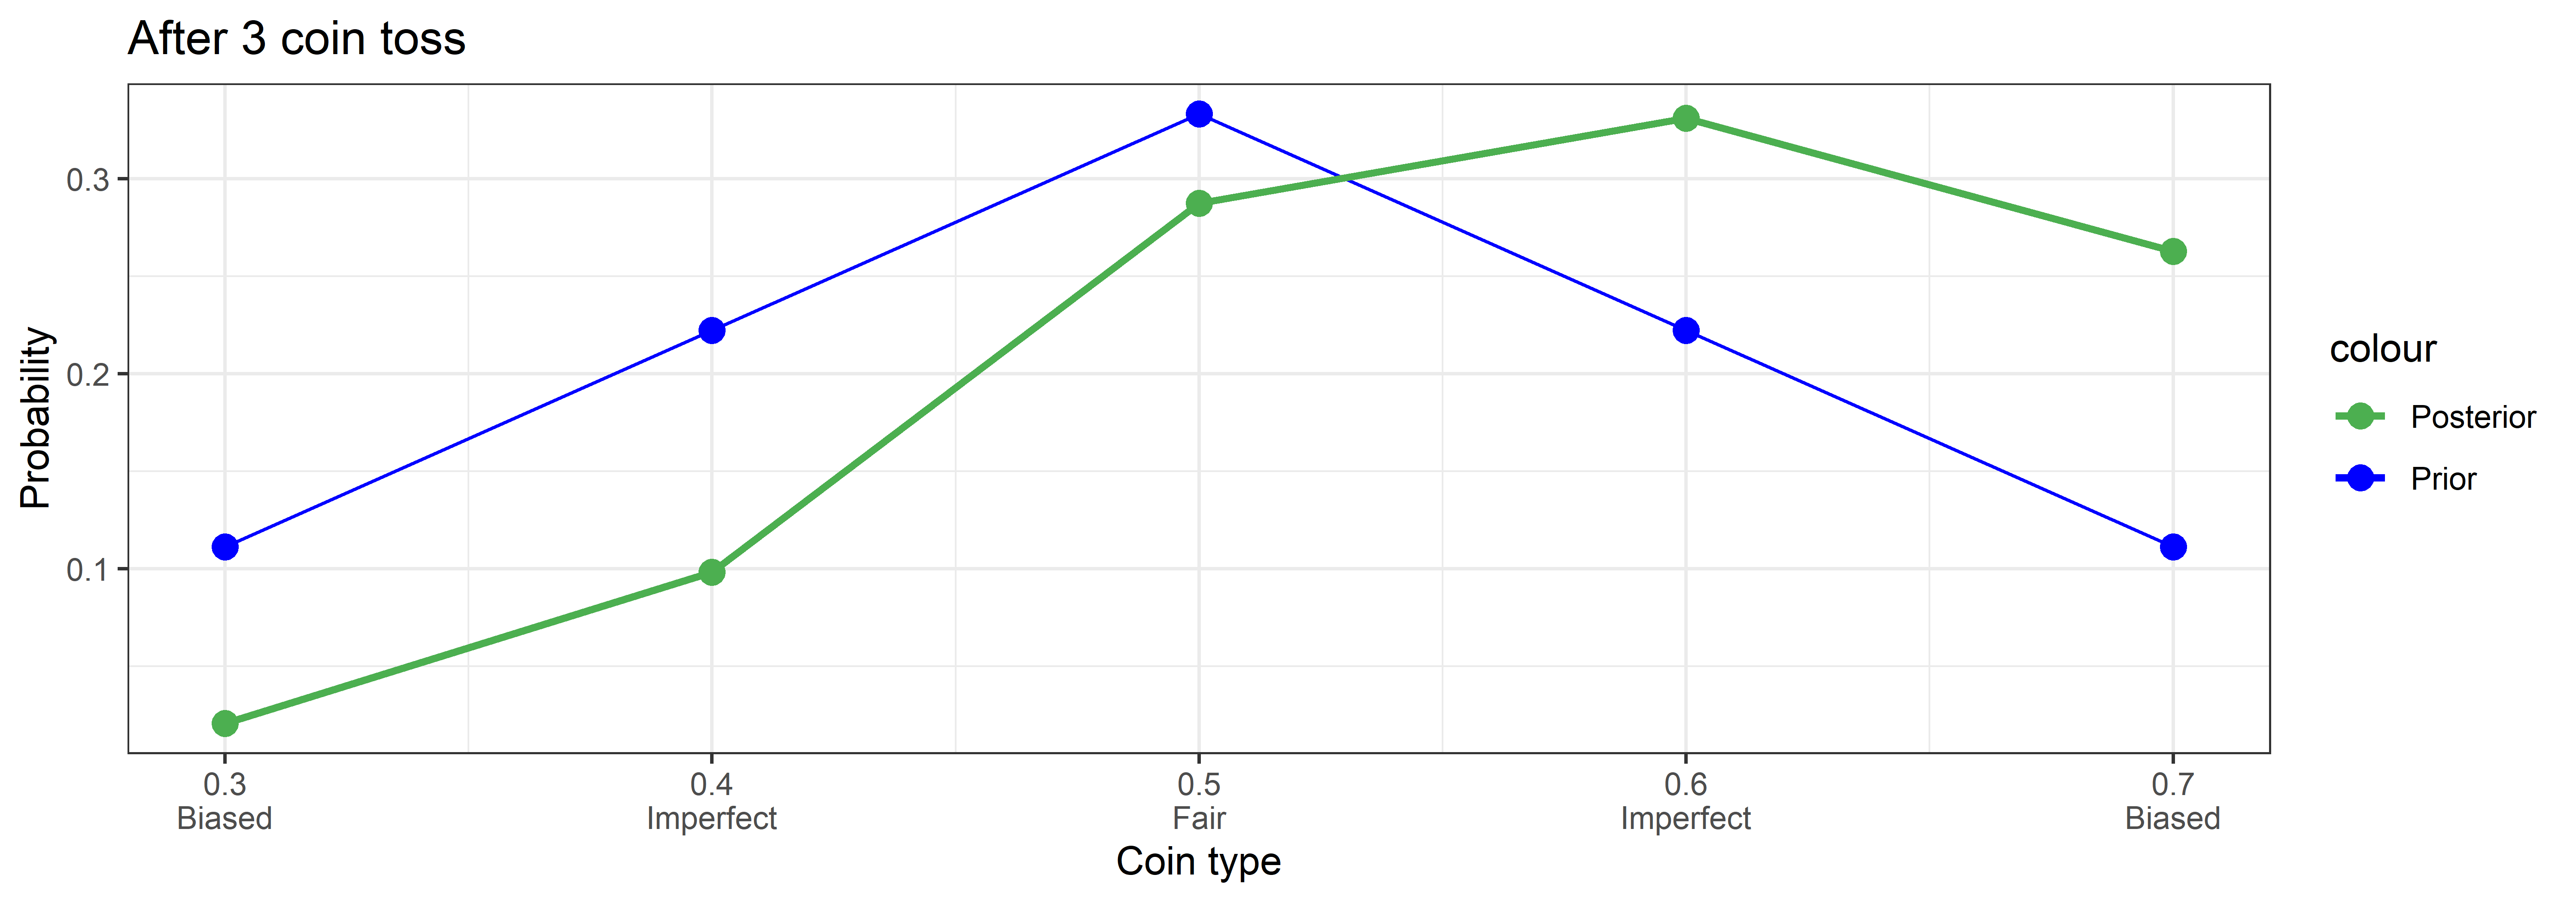 After 3 coin toss
Probability
0.3
0.2
0.1
0.3
Biased
0.4
Imperfect
0.5
Fair
0.6
Imperfect
0.7
Biased
Coin type
colour
Posterior
Prior